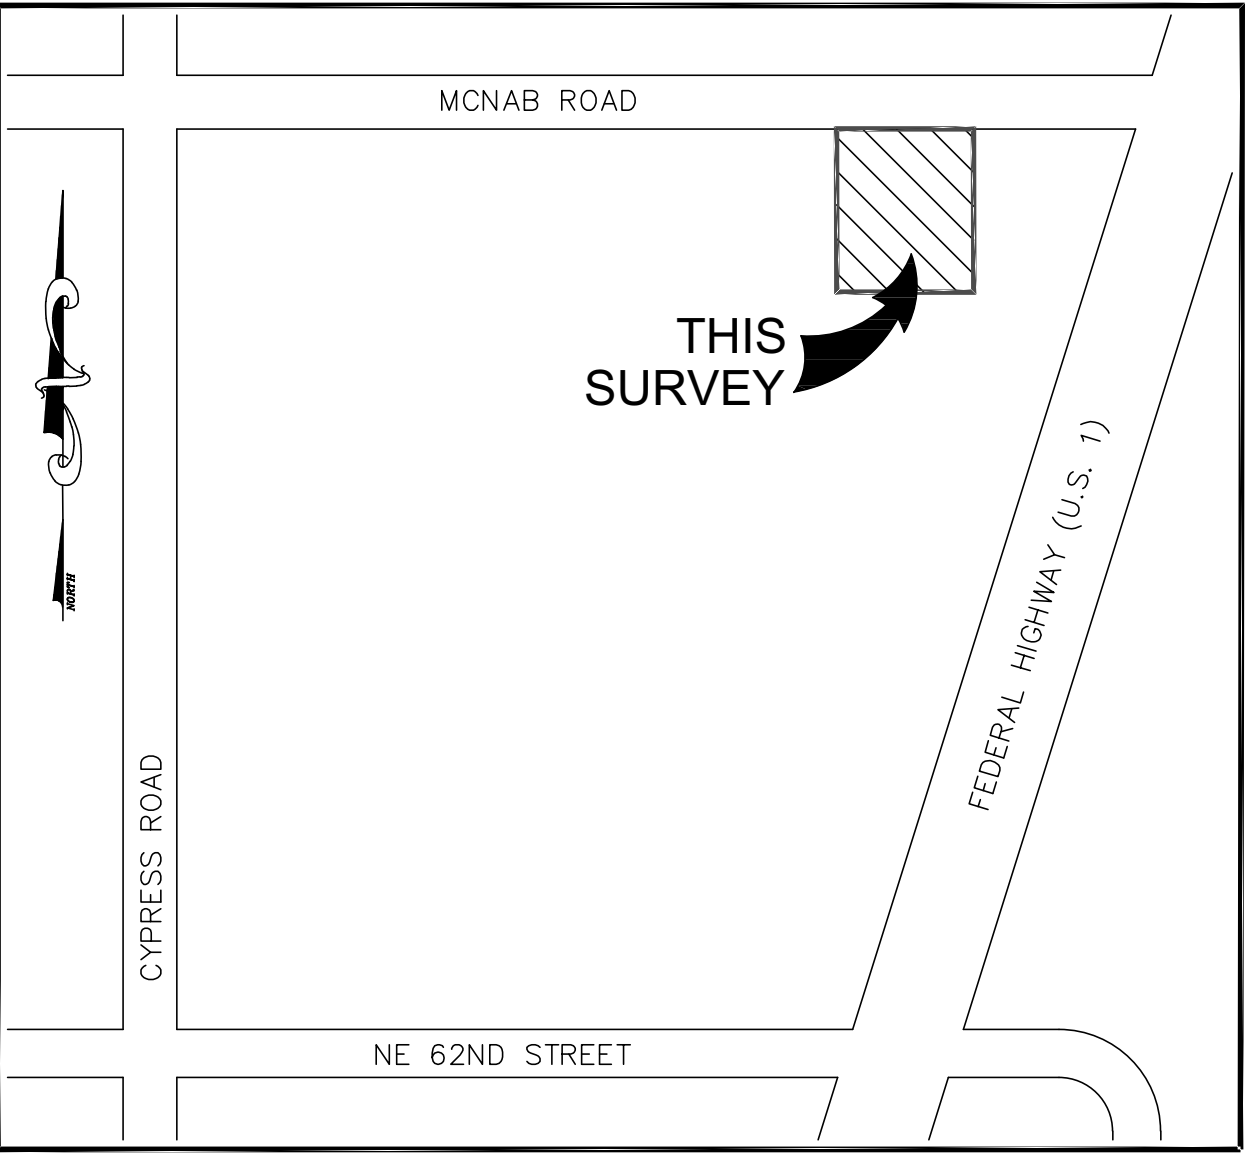 MCNAB ROAD
THIS
SURVEY
FEDERAL HIGHWAY (U.S. 1)
NORTH
CYPRESS ROAD
NE 62ND STREET